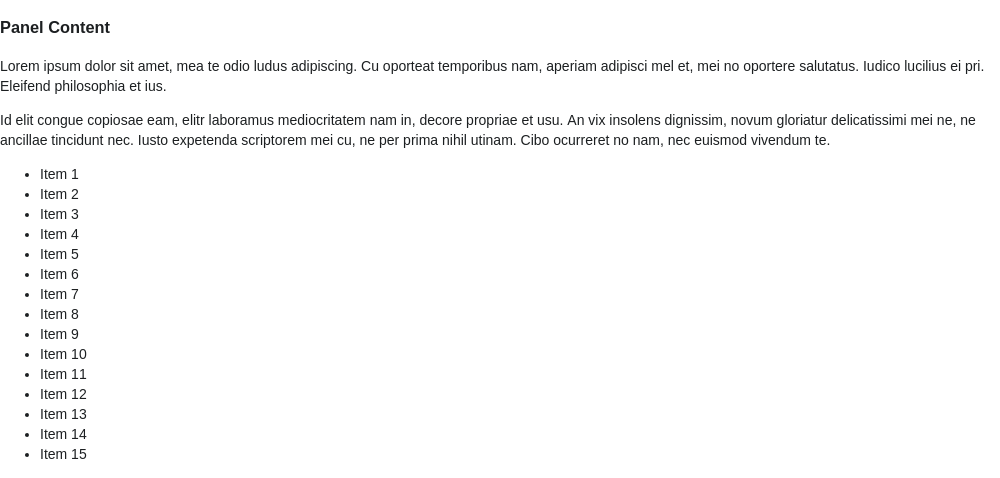 Panel Content
Lorem ipsum dolor sit amet, mea te odio ludus adipiscing. Cu oporteat temporibus nam, aperiam adipisci mel et, mei no oportere salutatus. Iudico lucilius ei pri.
Eleifend philosophia et ius.
Id elit congue copiosae eam, elitr laboramus mediocritatem nam in, decore propriae et usu. An vix insolens dignissim, novum gloriatur delicatissimi mei ne, ne
ancillae tincidunt nec. Iusto expetenda scriptorem mei cu, ne per prima nihil utinam. Cibo ocurreret no nam, nec euismod vivendum te.
• Item 1
• Item 2
• Item 3
• Item 4
• Item 5
• Item 6
• Item 7
• Item 8
• Item 9
• Item 10
• Item 11
• Item 12
• Item 13
• Item 14
• Item 15